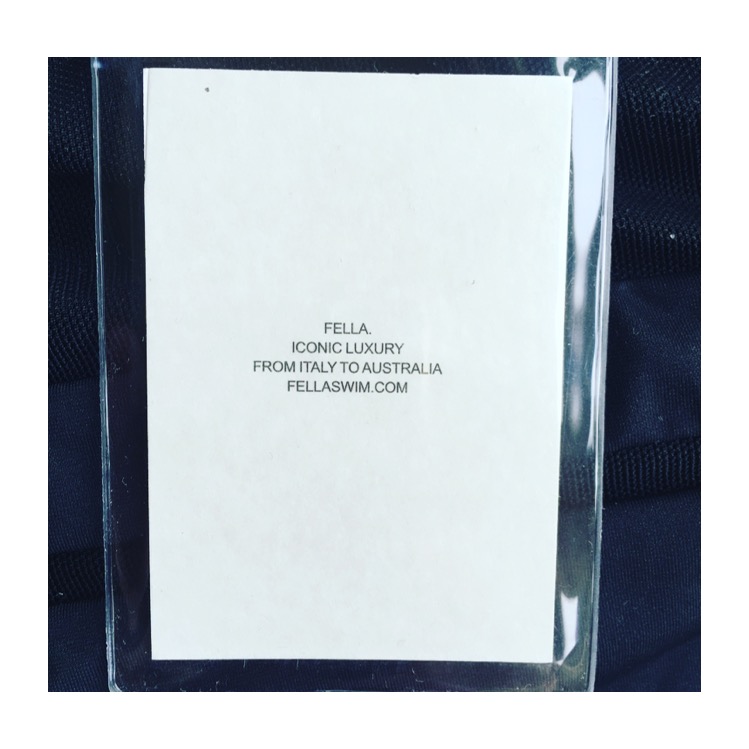 FELLA.
ICONIC LUXURY
FROM ITALY TO AUSTRALIA
FELLASWIM.COM